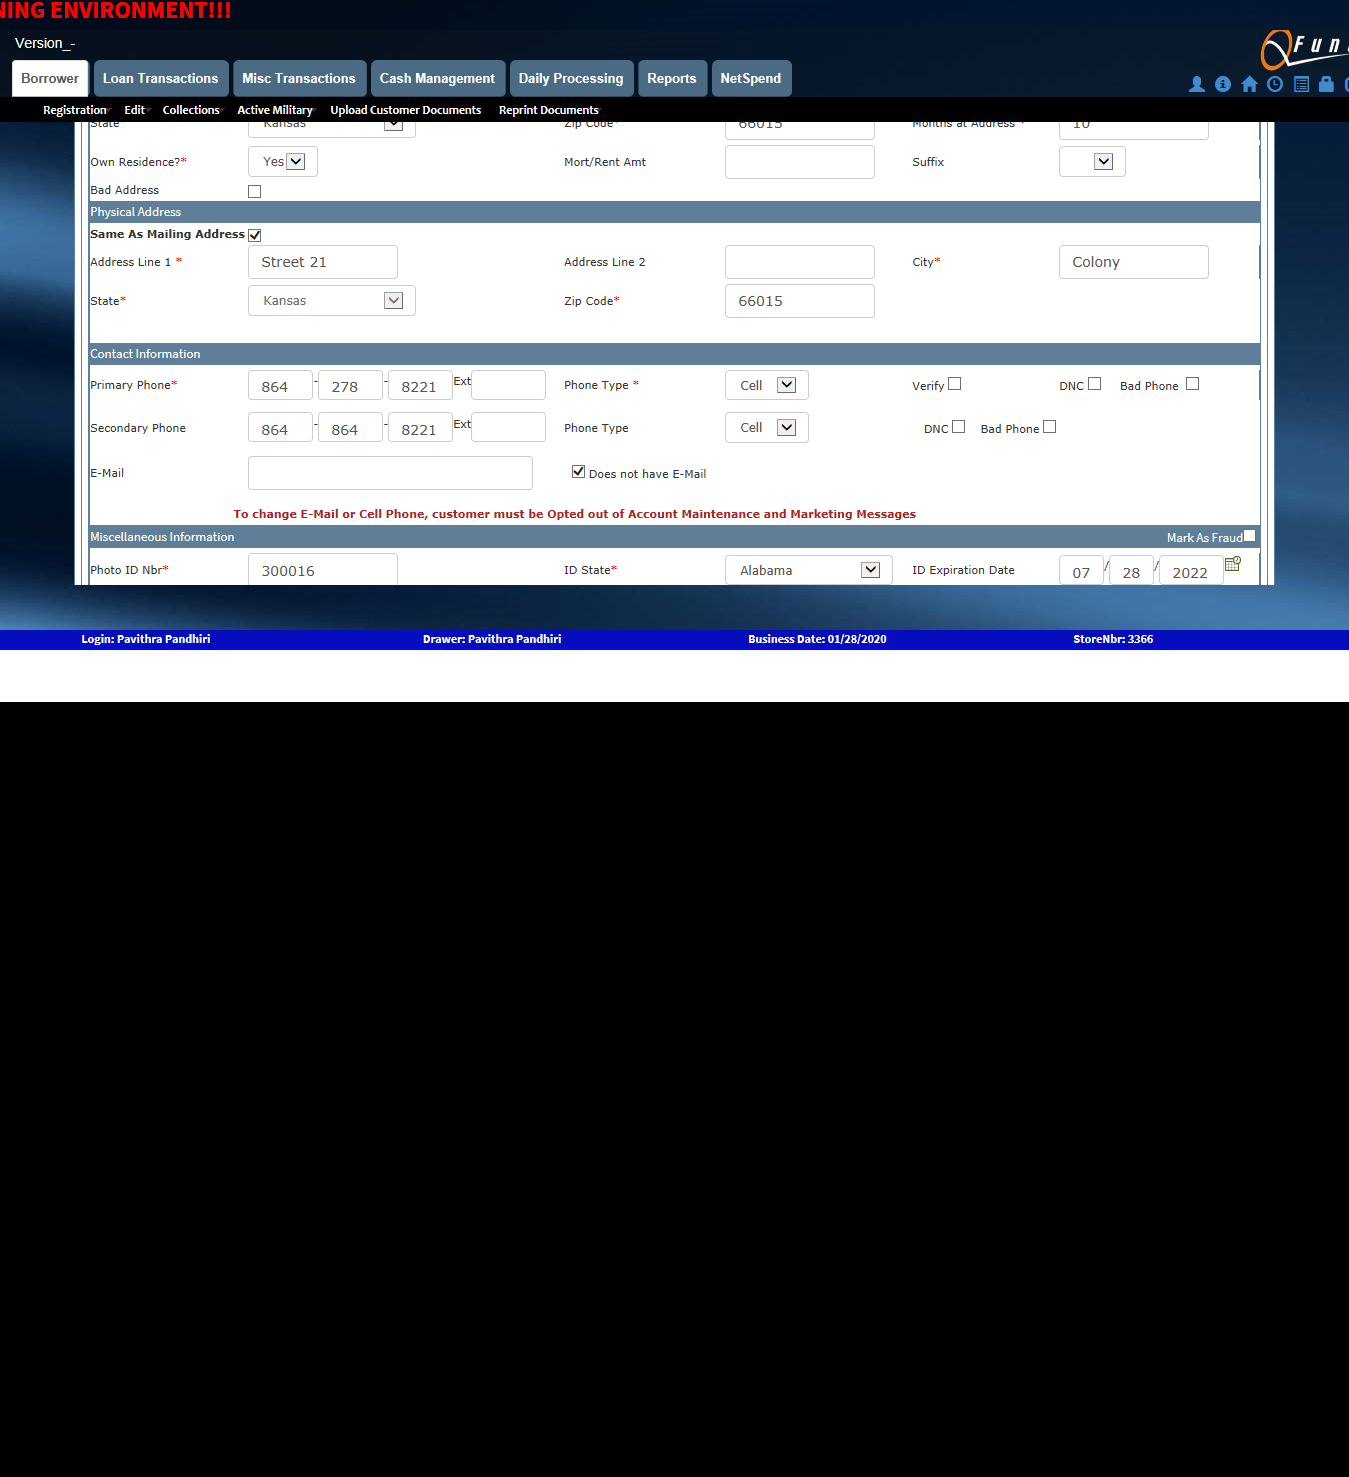 NING ENVIRONMENT!!!
Version_-
Fun
Borrower Loan Transactions Misc Transactions Cash Management Daily Processing Reports NetSpend
Registration Edit Collections Active Military Upload Customer Documents Reprint Documents
State Kansas Zip Code* 66015 Months at Address * 10
Own Residence?* Yes Mort/Rent Amt Suffix
Bad Address
Physical Address
Same As Mailing Address
Address Line 1 * Street 21 Address Line 2 City* Colony
State* Kansas Zip Code* 66015
Contact Information
Primary Phone* 864 - 278 - 8221 Ext Phone Type * Cell Verify DNC Bad Phone
Secondary Phone 864 - 864 - 8221 Ext Phone Type Cell DNC Bad Phone
E-Mail Does not have E-Mail
To change E-Mail or Cell Phone, customer must be Opted out of Account Maintenance and Marketing Messages
Miscellaneous Information Mark As Fraud
Photo ID Nbr* 300016 ID State* Alabama ID Expiration Date 07 / 28 / 2022
Login: Pavithra Pandhiri Drawer: Pavithra Pandhiri Business Date: 01/28/2020 StoreNbr: 3366